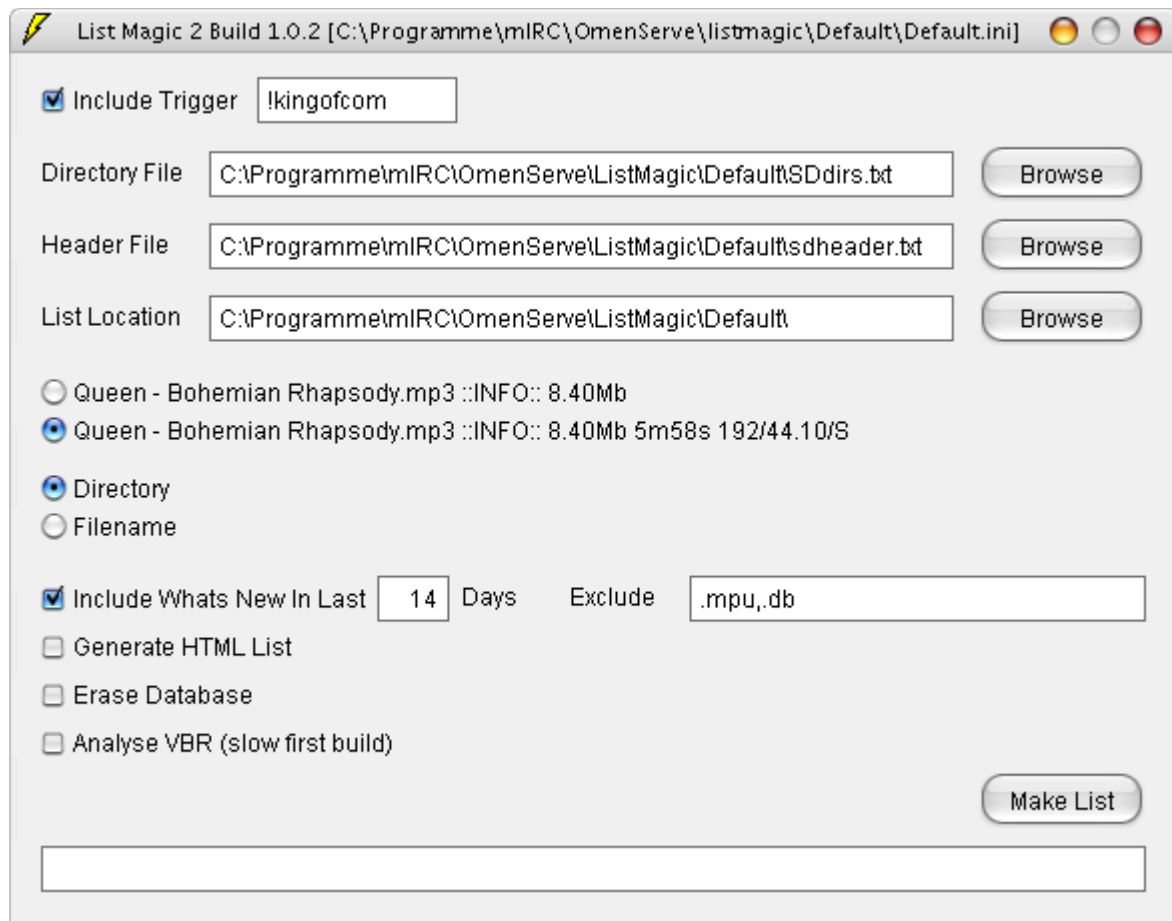 List Magic 2 Build 1.0.2 [C:\Programme\mIRC\OmenServe\listmagic\Default\Default.ini]
Include Trigger !kingofcom
Directory File C:\Programme\mIRC\OmenServe\ListMagic\Default\SDdirs.txt Browse
Header File C:\Programme\mIRC\OmenServe\ListMagic\Default\sdheader.txt Browse
List Location C:\Programme\mIRC\OmenServe\ListMagic\Default\ Browse
Queen - Bohemian Rhapsody.mp3 ::INFO:: 8.40Mb
Queen - Bohemian Rhapsody.mp3 ::INFO:: 8.40Mb 5m58s 192/44.10/S
Directory
Filename
Include Whats New In Last 14 Days Exclude .mpu,.db
Generate HTML List
Erase Database
Analyse VBR (slow first build)
Make List